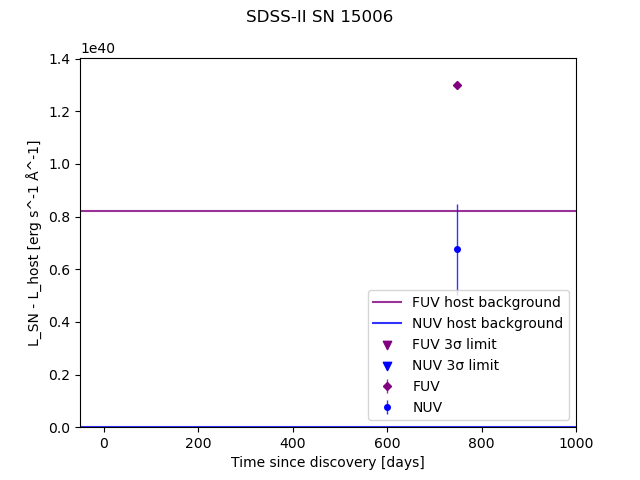 SDSS-II SN 15006
1e40
1.4
1.2
1.0
0.8
0.6
0.4
0.2
0.0
L_SN - L_host [erg s^-1 Å^-1]
FUV host background
NUV host background
FUV 3σ limit
NUV 3σ limit
FUV
NUV
0 200 400 600 800 1000
Time since discovery [days]